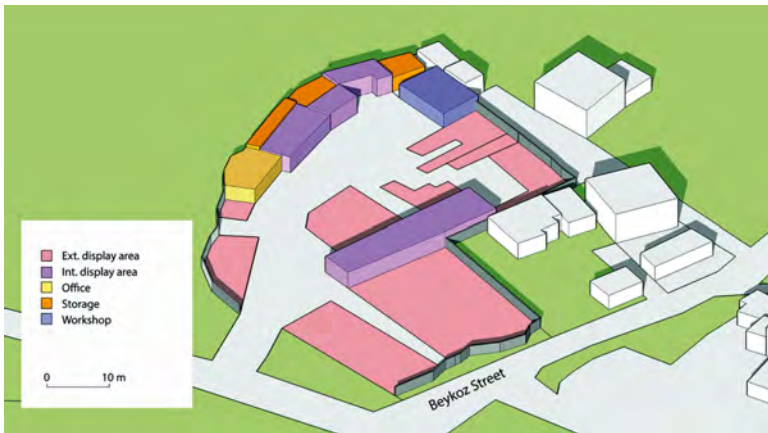 Ext. display area
Int. display area
Office
Storage
Workshop
0 10 m
Beykoz Street